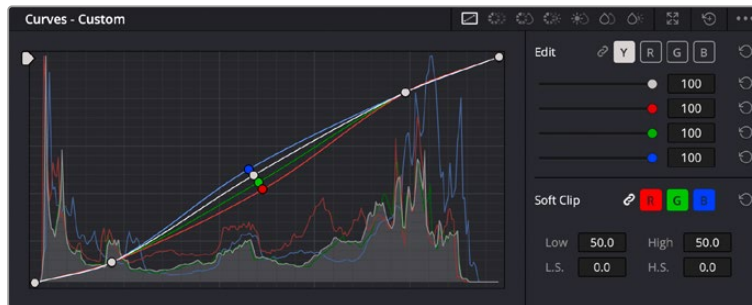 Curves - Custom
Edit Y R G B
100
100
100
100
Soft Clip R G B
Low 50.0 High 50.0
L.S. 0.0 H.S. 0.0